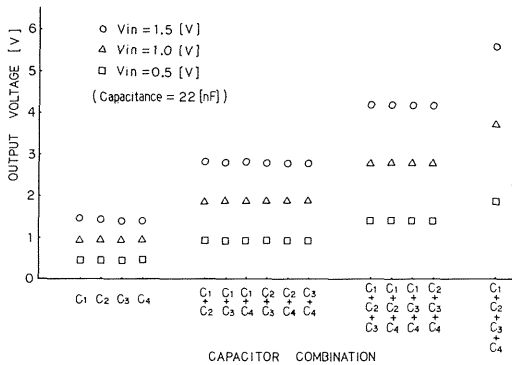 OUTPUT VOLTAGE [V]
6
5
4
3
2
1
0
○ Vin = 1.5 [V]
△ Vin = 1.0 [V]
□ Vin = 0.5 [V]
( Capacitance = 22 [nF] )
C1 C2 C3 C4
C1 C1 C1 C2 C2 C3
+ + + + + +
C2 C3 C4 C3 C4 C4
C1 C1 C1 C2
+ + + +
C2 C2 C3 C3
+ + + +
C3 C4 C4 C4
C1
+
C2
+
C3
+
C4
CAPACITOR COMBINATION